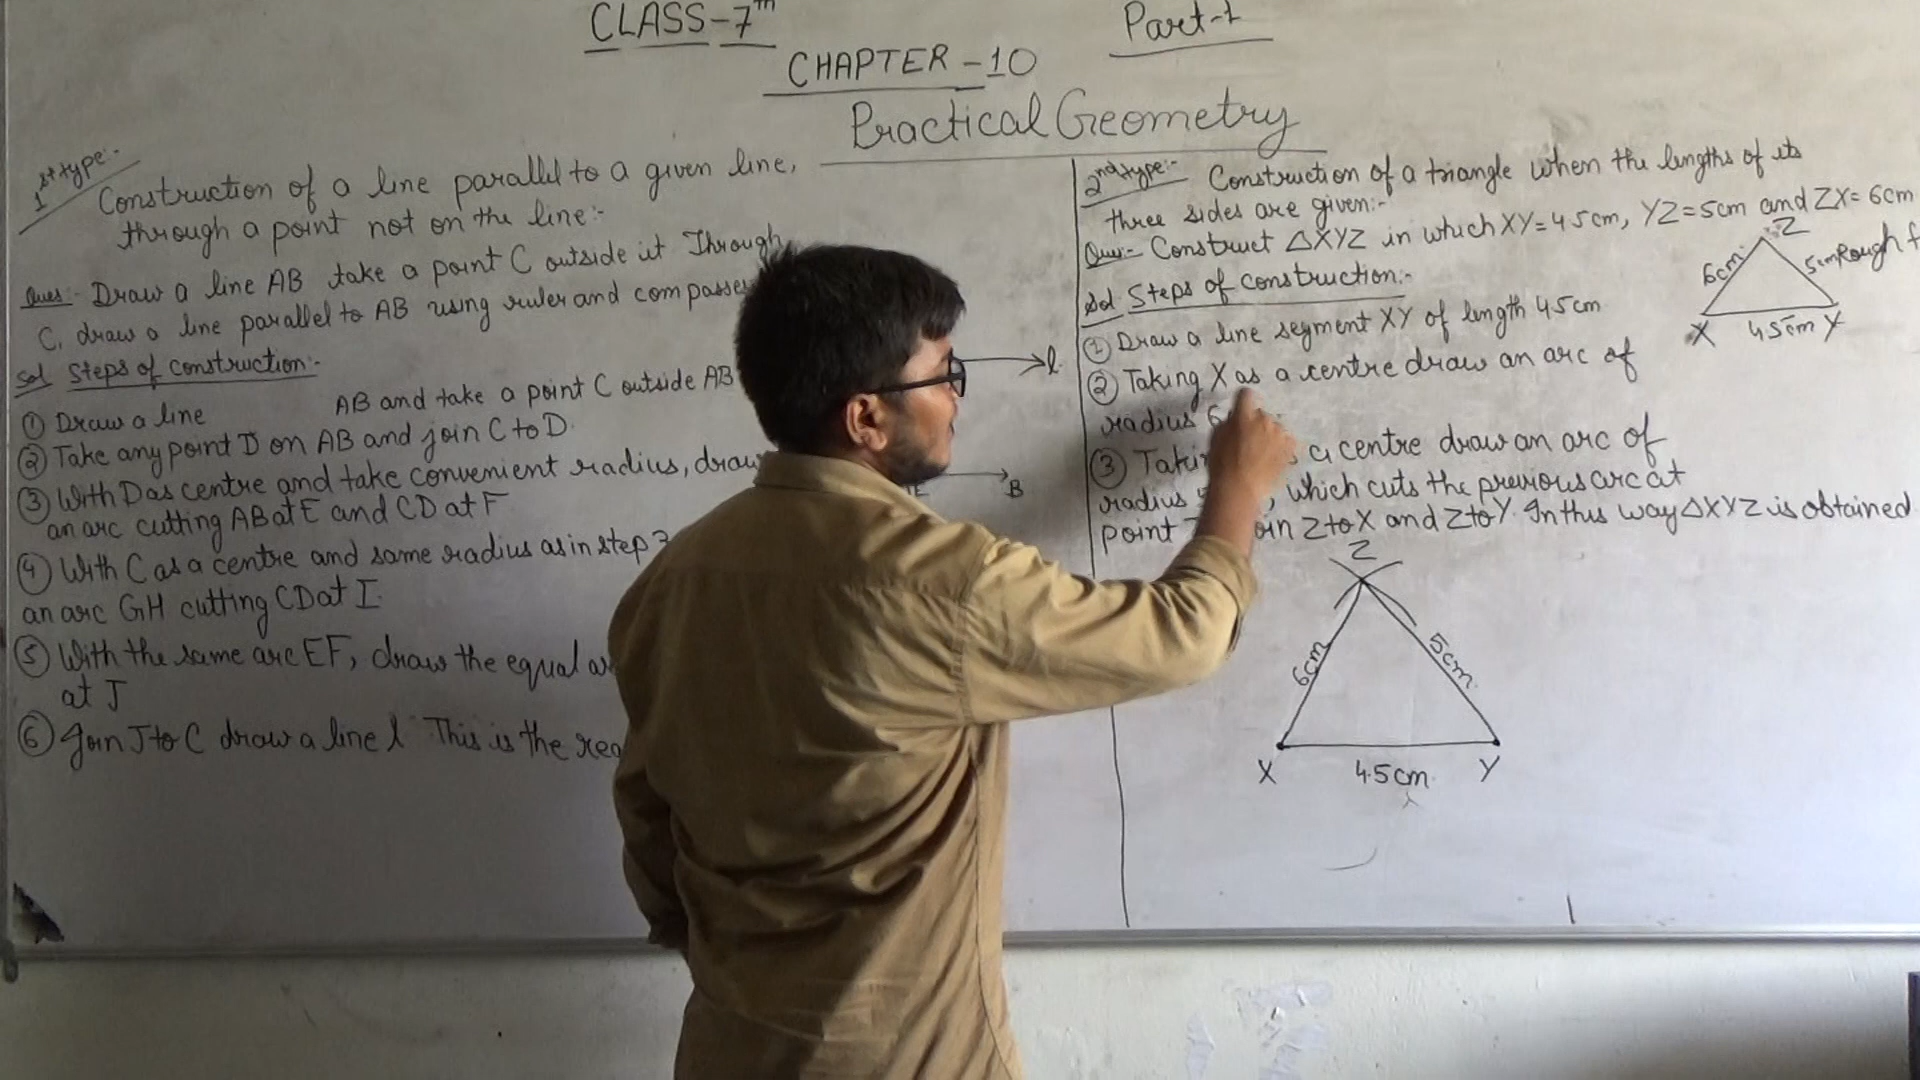 CLASS-7th
Part-1
CHAPTER-10
Practical Geometry
1st type:-
Construction of a line parallel to a given line,
through a point not on the line:-
Ques:- Draw a line AB take a point C outside it Through
C, draw a line parallel to AB using ruler and compasses
Sol Steps of construction:-
① Draw a line AB and take a point C outside AB
② Take any point D on AB and join C to D.
③ With D as centre and take convenient radius, draw
an arc cutting AB at E and CD at F
④ With C as a centre and same radius as in step 3
an arc GH cutting CD at I.
⑤ With the same arc EF, draw the equal
at J
⑥ Join J to C draw a line l This is the
l
E
B
2nd type:- Construction of a triangle when the lengths of its
three sides are given:-
Ques:- Construct △XYZ in which XY=4.5cm, YZ=5cm and ZX=6cm
Sol Steps of construction:-
① Draw a line segment XY of length 4.5cm
② Taking X as a centre draw an arc of
radius 6
③ a centre draw an arc of
radius which cuts the previous arc at
point Z to X and Z to Y. In this way △XYZ is obtained
Z
6cm
5cm
Rough
X
4.5cm
Y
Z
6cm
5cm
X
4.5cm
Y